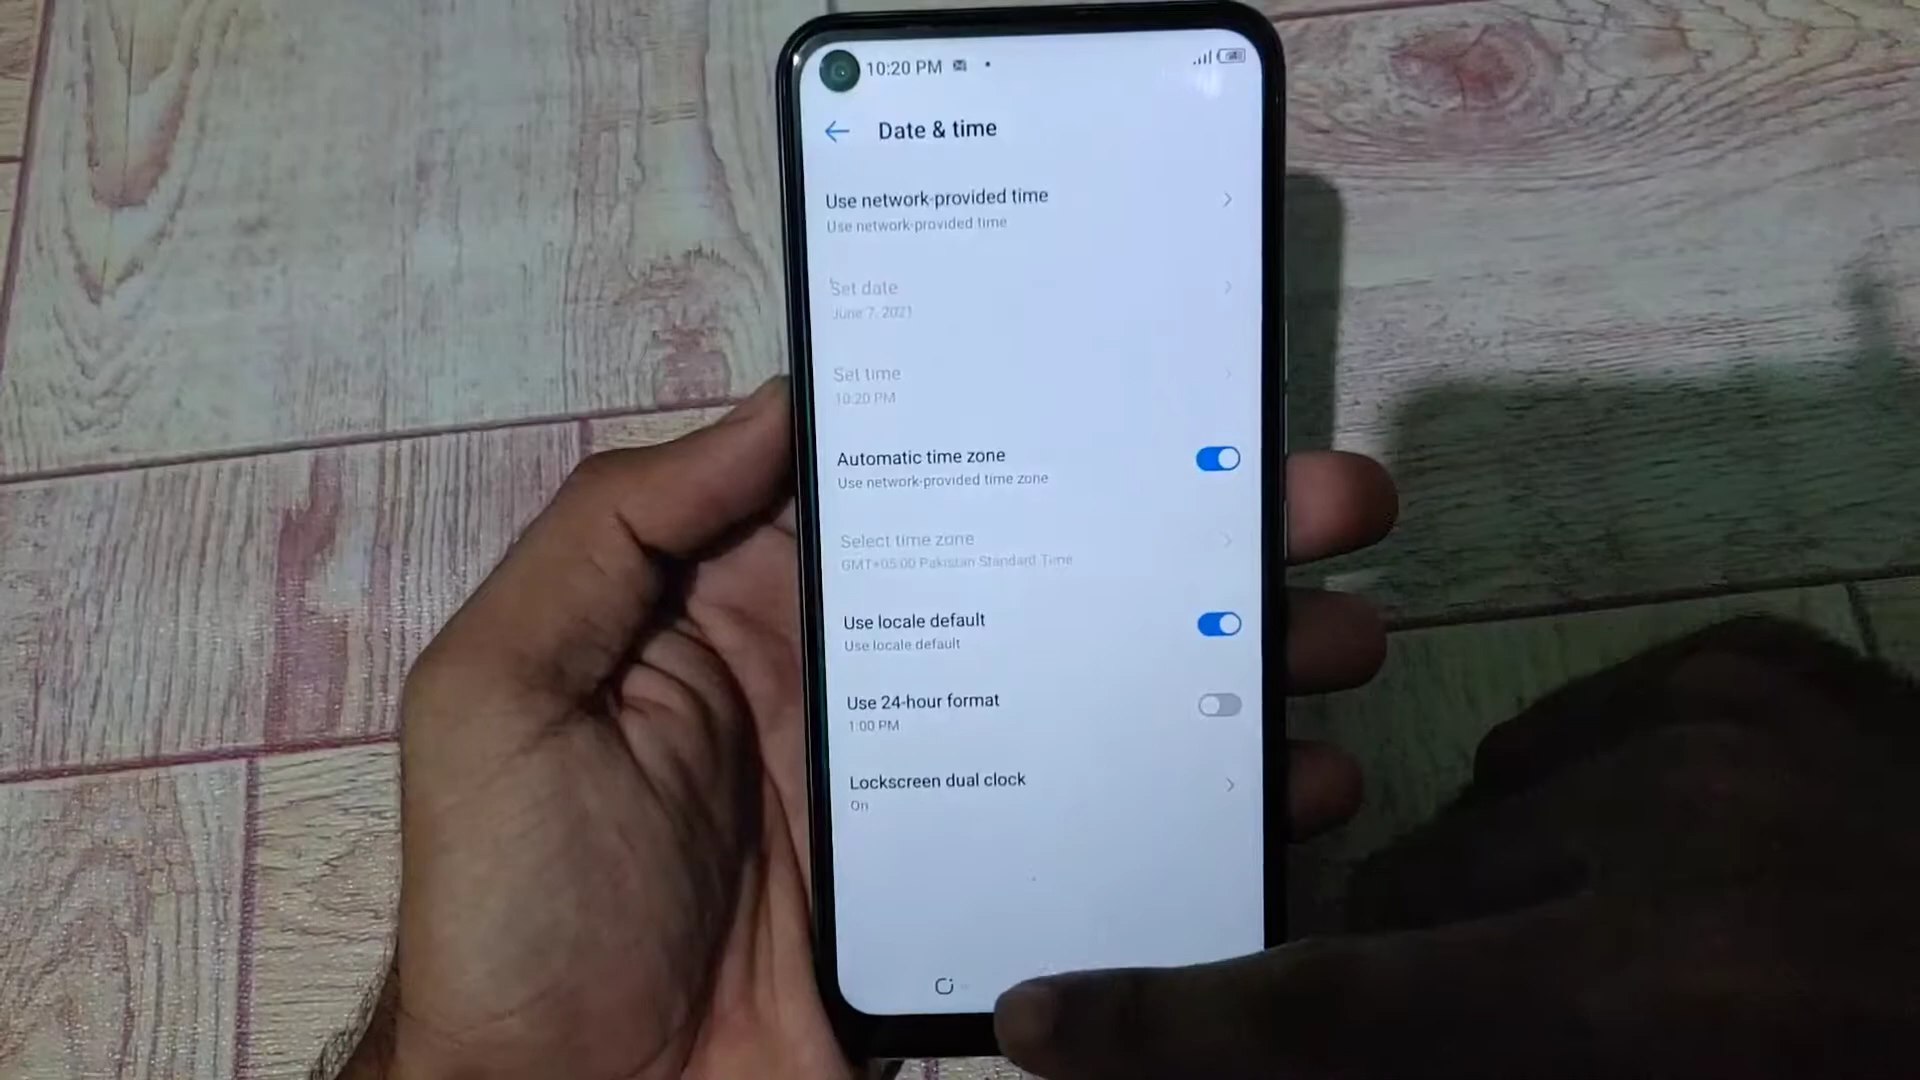 10:20 PM
Date & time
Use network-provided time
Use network-provided time
Set date
June 7, 2021
Set time
10:20 PM
Automatic time zone
Use network-provided time zone
Select time zone
GMT+05:00 Pakistan Standard Time
Use locale default
Use locale default
Use 24-hour format
1:00 PM
Lockscreen dual clock
On